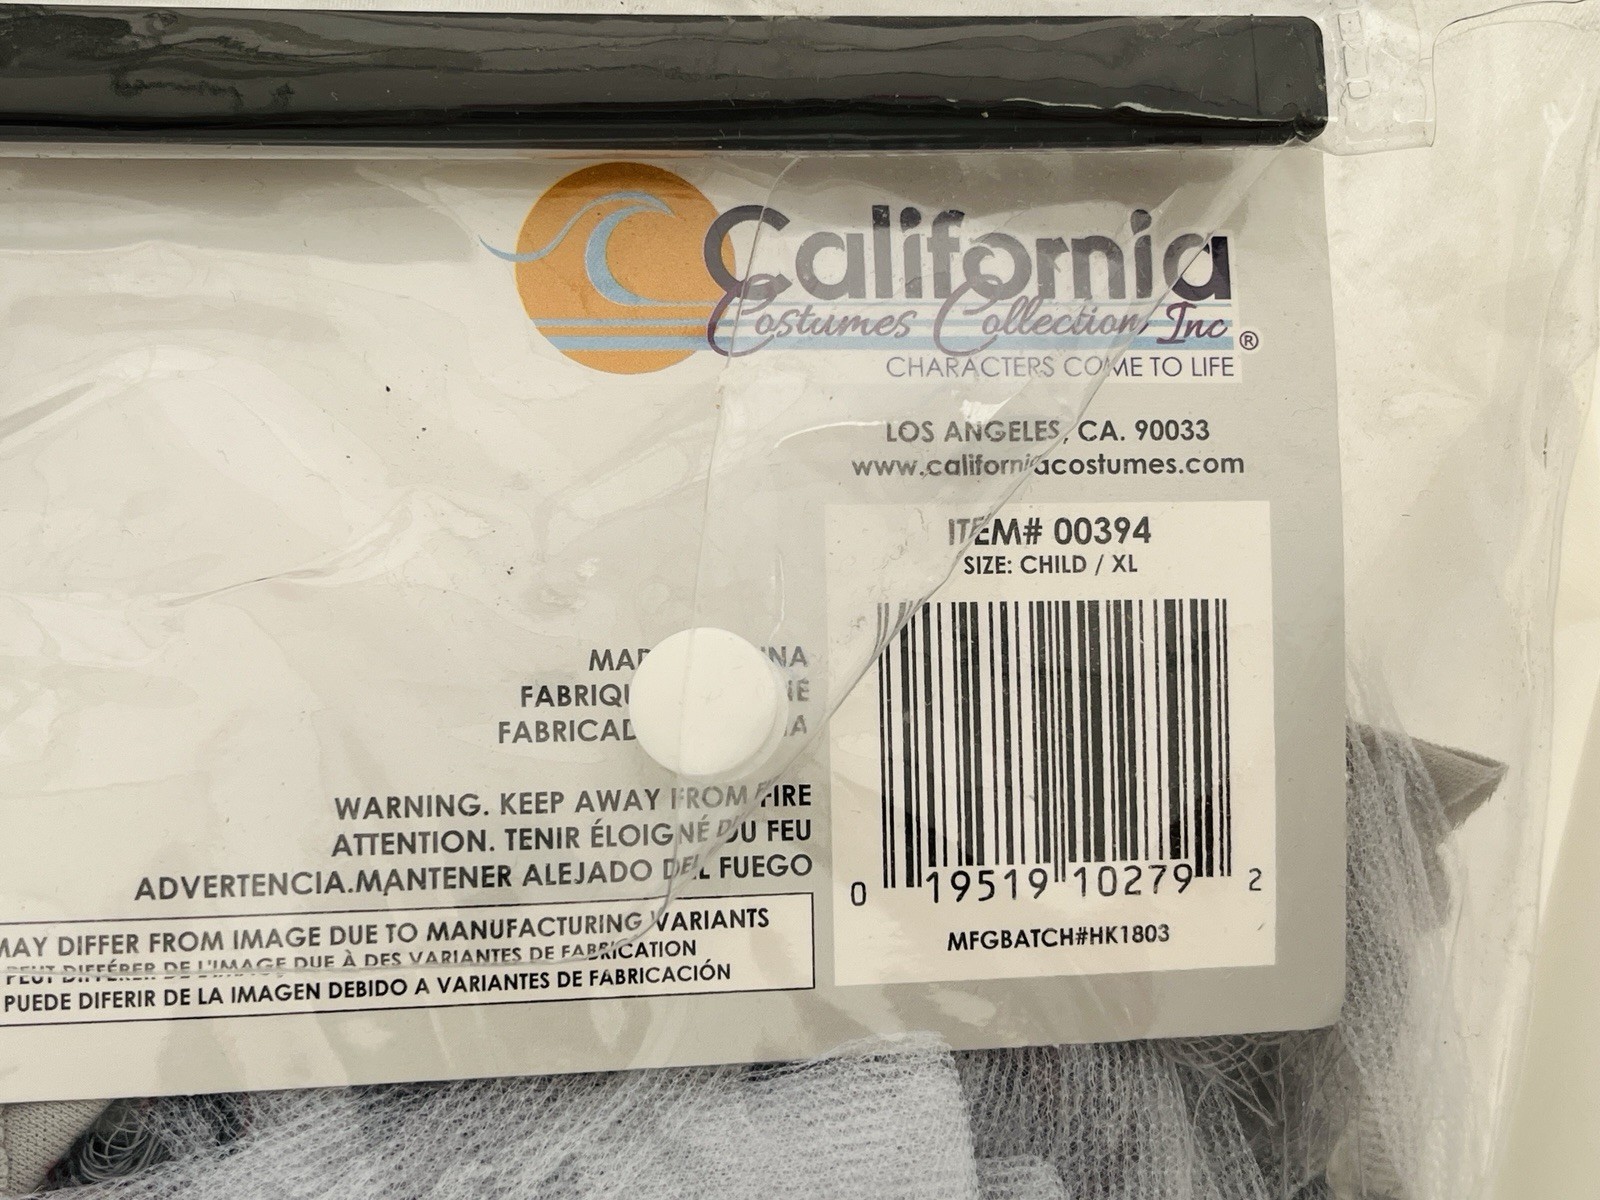 California
Costumes Collection, Inc ®
CHARACTERS COME TO LIFE
LOS ANGELES, CA. 90033
www.californiacostumes.com
ITEM# 00394
SIZE: CHILD / XL
0 19519 10279 2
MFGBATCH#HK1803
WARNING. KEEP AWAY FROM FIRE
ATTENTION. TENIR ÉLOIGNÉ DU FEU
ADVERTENCIA.MANTENER ALEJADO DEL FUEGO
MAY DIFFER FROM IMAGE DUE TO MANUFACTURING VARIANTS
PEUT DIFFÉRER DE L'IMAGE DUE À DES VARIANTES DE FABRICATION
PUEDE DIFERIR DE LA IMAGEN DEBIDO A VARIANTES DE FABRICACIÓN